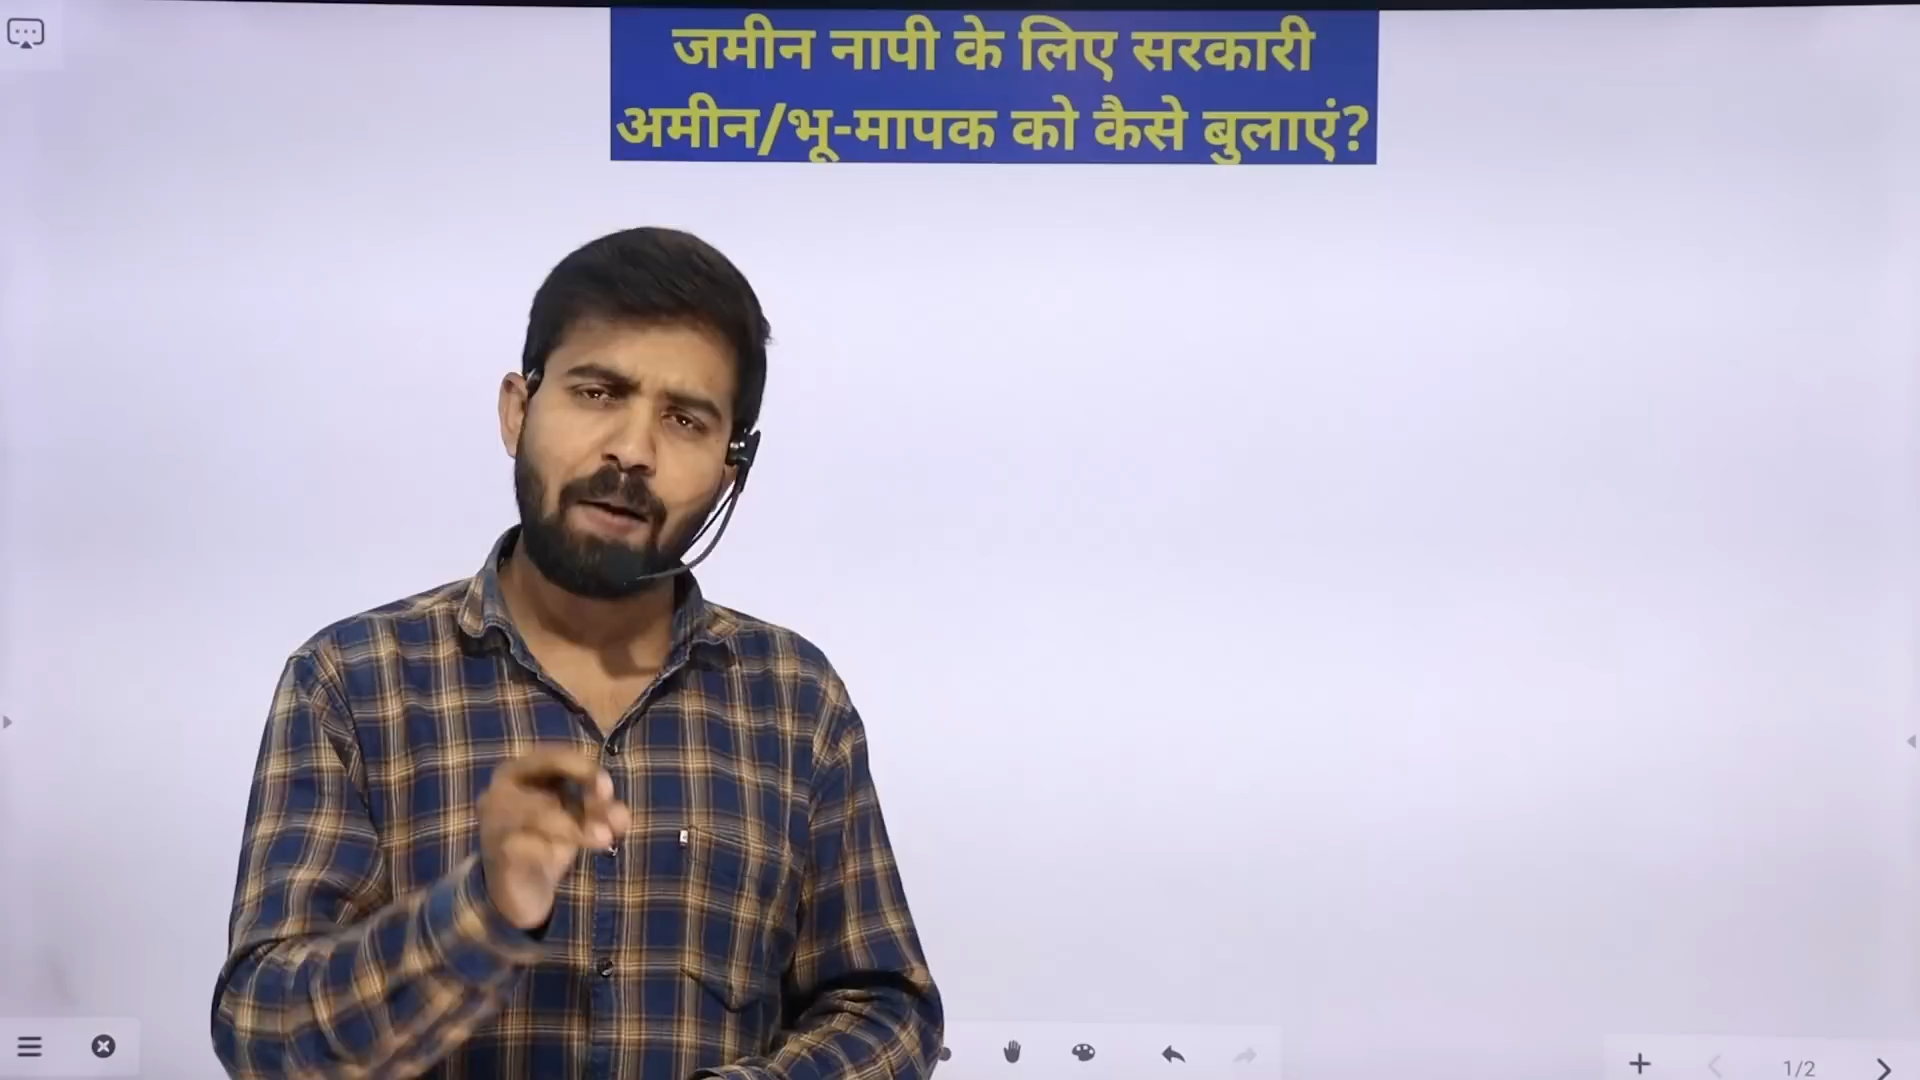 जमीन नापी के लिए सरकारी
अमीन/भू-मापक को कैसे बुलाएं?
1/2